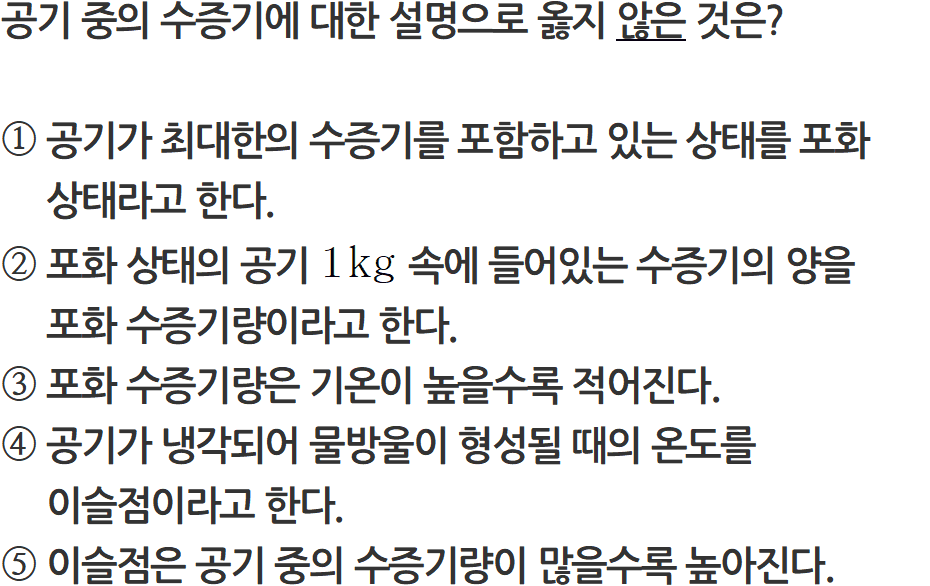 공기 중의 수증기에 대한 설명으로 옳지 않은 것은?
① 공기가 최대한의 수증기를 포함하고 있는 상태를 포화
상태라고 한다.
② 포화 상태의 공기 1kg 속에 들어있는 수증기의 양을
포화 수증기량이라고 한다.
③ 포화 수증기량은 기온이 높을수록 적어진다.
④ 공기가 냉각되어 물방울이 형성될 때의 온도를
이슬점이라고 한다.
⑤ 이슬점은 공기 중의 수증기량이 많을수록 높아진다.